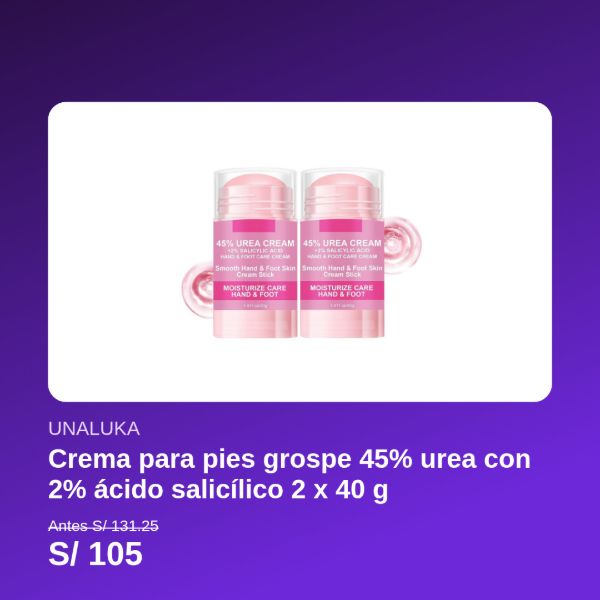 45% UREA CREAM
+2% SALICYLIC ACID
HAND & FOOT CARE CREAM
Smooth Hand & Foot Skin
Cream Stick
MOISTURIZE CARE
HAND & FOOT
45% UREA CREAM
+2% SALICYLIC ACID
HAND & FOOT CARE CREAM
Smooth Hand & Foot Skin
Cream Stick
MOISTURIZE CARE
HAND & FOO?
UNALUKA
Crema para pies grospe 45% urea con
2% ácido salicílico 2 x 40 g
Antes S/ 131.25
S/ 105